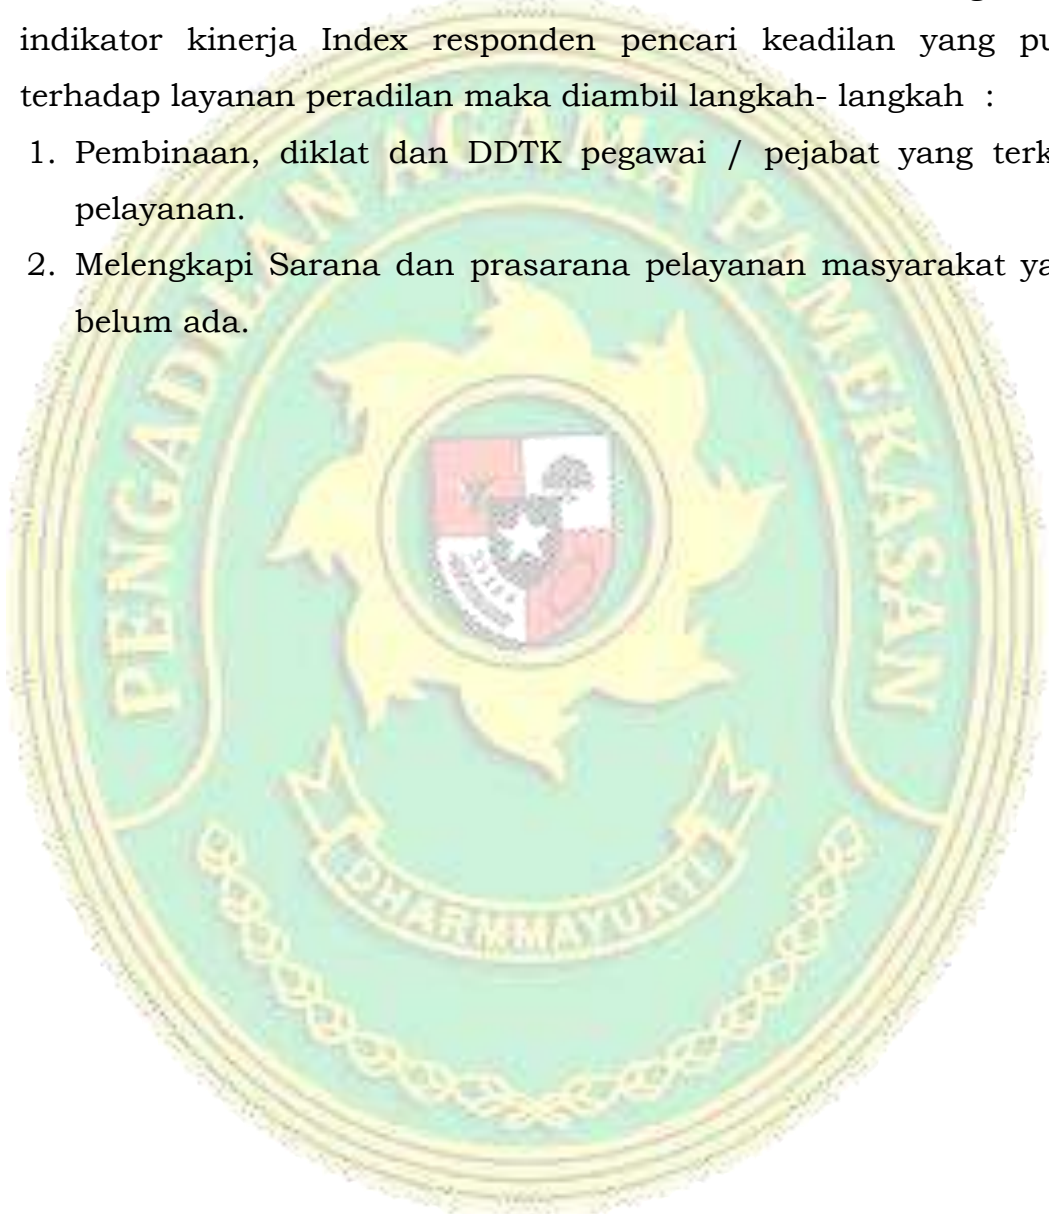 indikator kinerja Index responden pencari keadilan yang pu
terhadap layanan peradilan maka diambil langkah- langkah :
1. Pembinaan, diklat dan DDTK pegawai / pejabat yang terk
pelayanan.
2. Melengkapi Sarana dan prasarana pelayanan masyarakat ya
belum ada.
PENGADILAN AGAMA PAMEKASAN
DHARMMAYUKTI